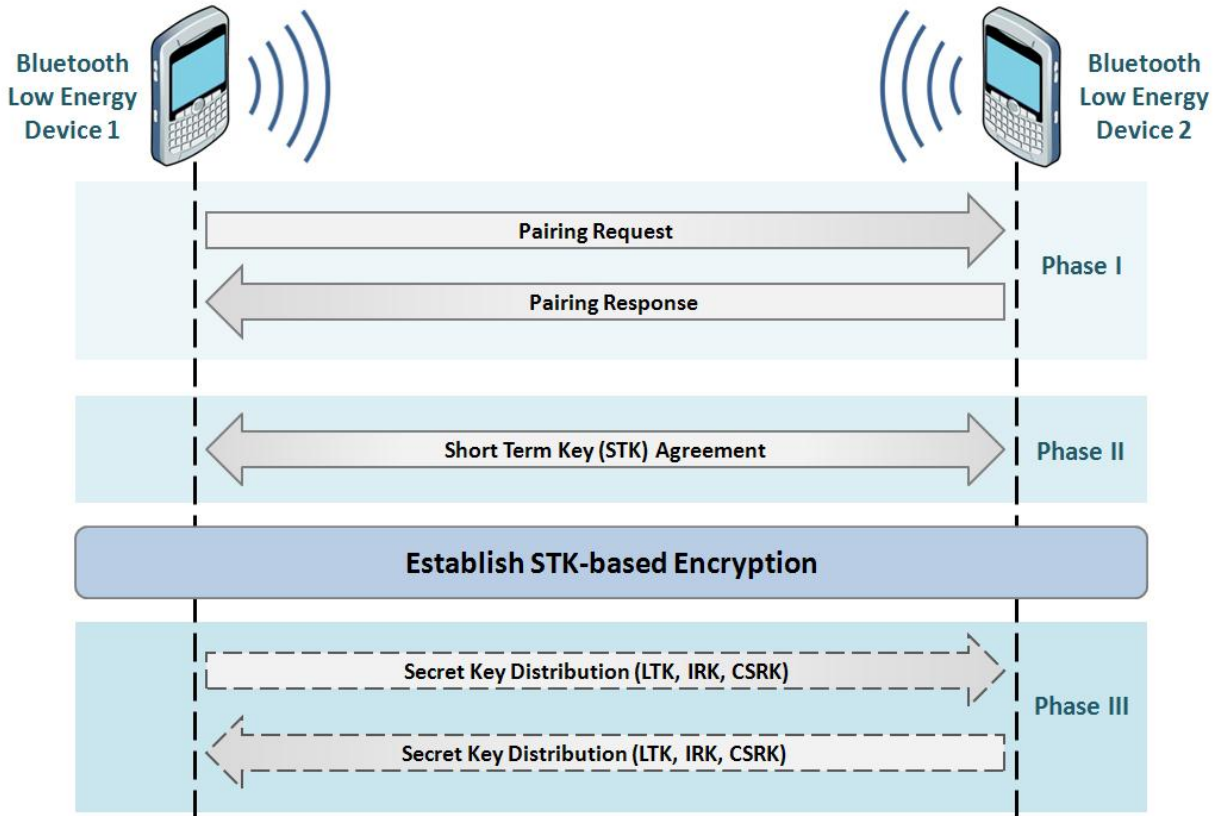 Bluetooth
Low Energy
Device 1
Bluetooth
Low Energy
Device 2
Pairing Request
Pairing Response
Phase I
Short Term Key (STK) Agreement
Phase II
Establish STK-based Encryption
Secret Key Distribution (LTK, IRK, CSRK)
Secret Key Distribution (LTK, IRK, CSRK)
Phase III